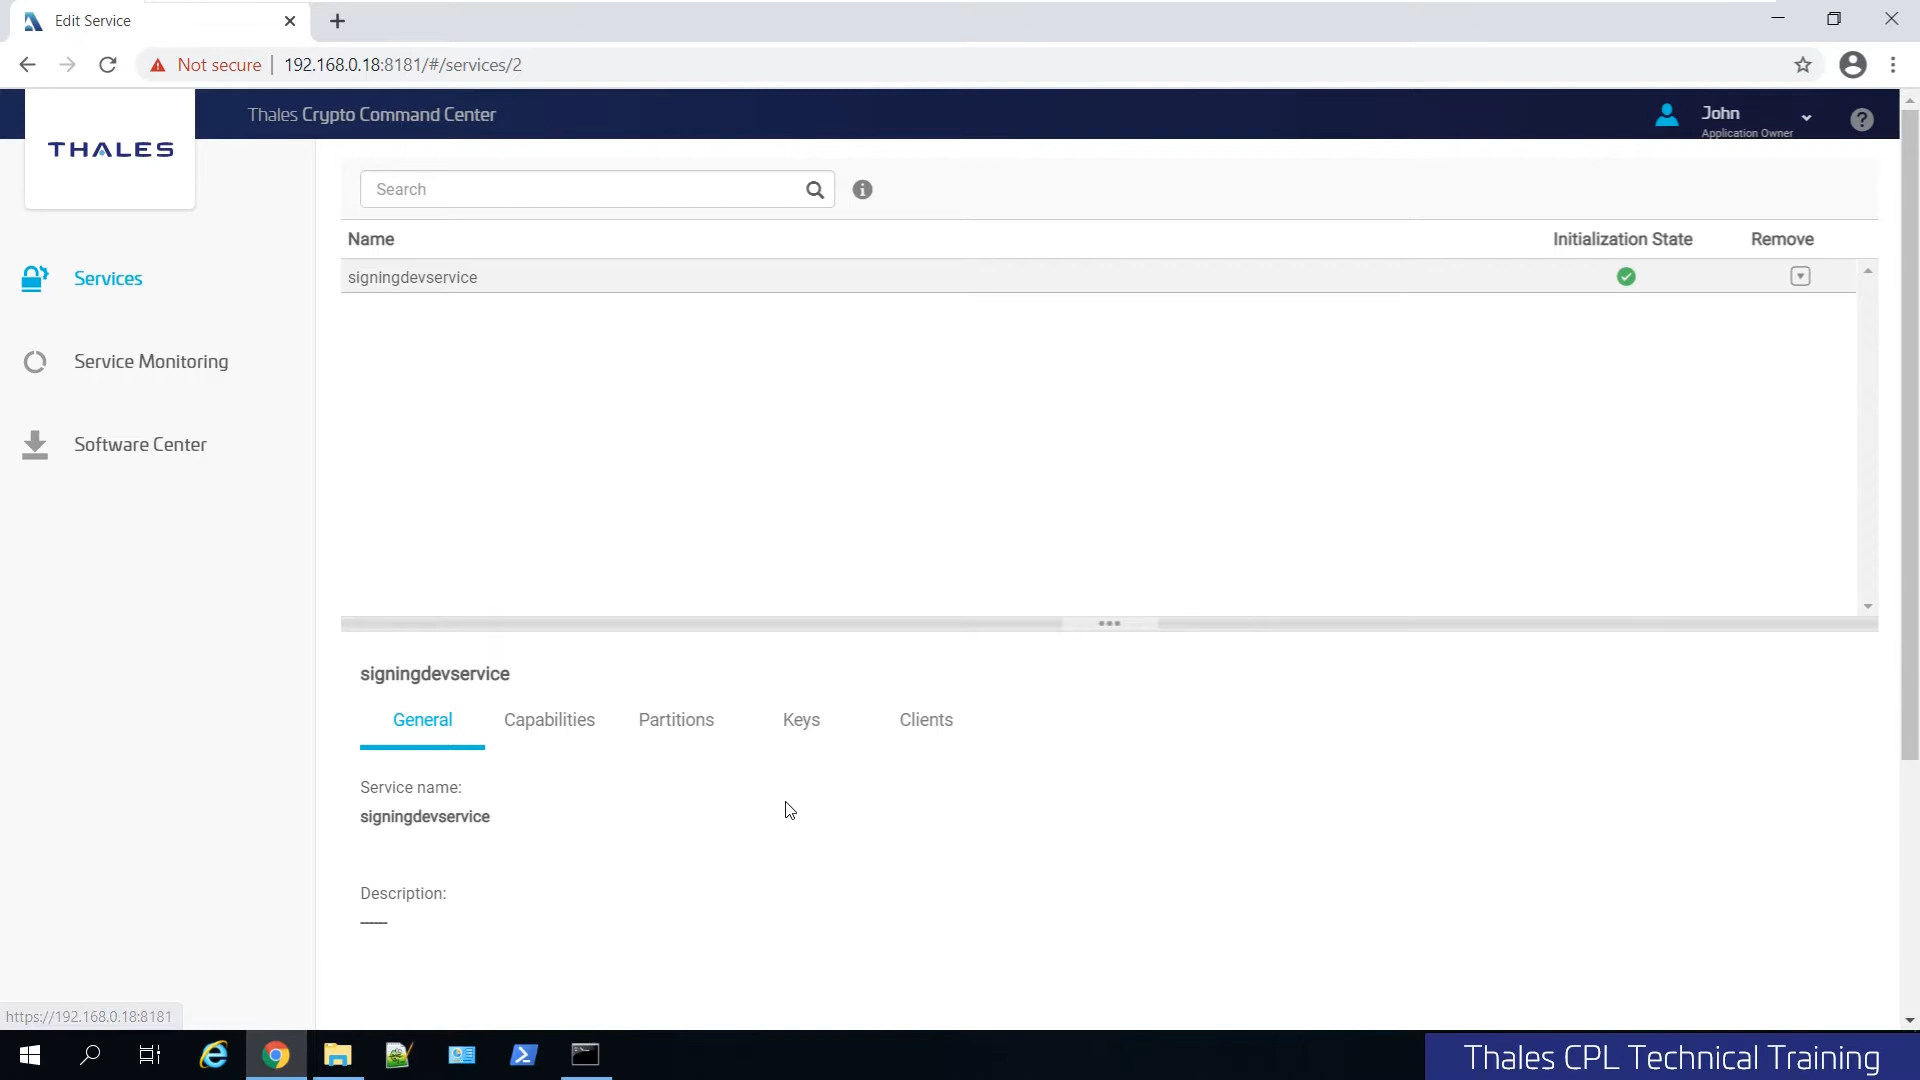 Edit Service
Not secure | 192.168.0.18:8181/#/services/2
THALES
Thales Crypto Command Center
John
Application Owner
Search
Name Initialization State Remove
signingdevservice
Services
Service Monitoring
Software Center
signingdevservice
General Capabilities Partitions Keys Clients
Service name:
signingdevservice
Description:
------
https://192.168.0.18:8181
Thales CPL Technical Training